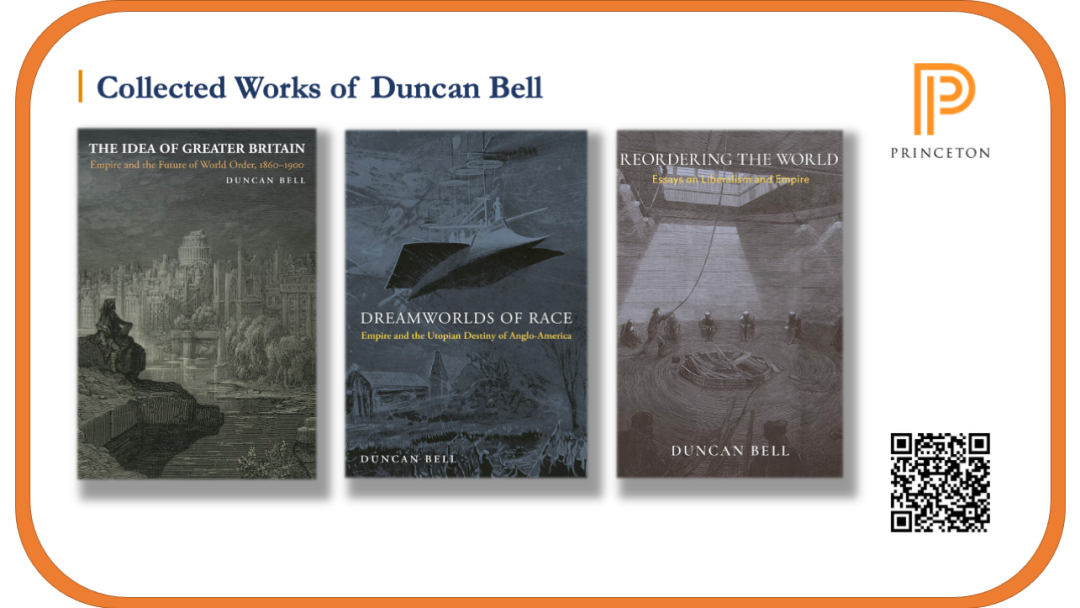 Collected Works of Duncan Bell
PRINCETON
THE IDEA OF GREATER BRITAIN
Empire and the Future of World Order, 1860–1900
DUNCAN BELL
DREAMWORLDS OF RACE
Empire and the Utopian Destiny of Anglo-America
DUNCAN BELL
REORDERING THE WORLD
Essays on Liberalism and Empire
DUNCAN BELL